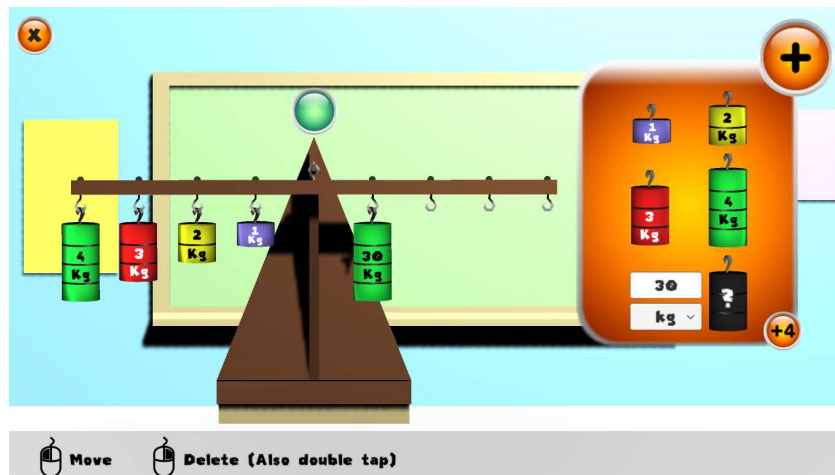 x
+
1
Kg
2
Kg
3
Kg
4
Kg
4
Kg
3
Kg
2
Kg
1
Kg
30
Kg
30
kg
?
+4
Move
Delete (Also double tap)